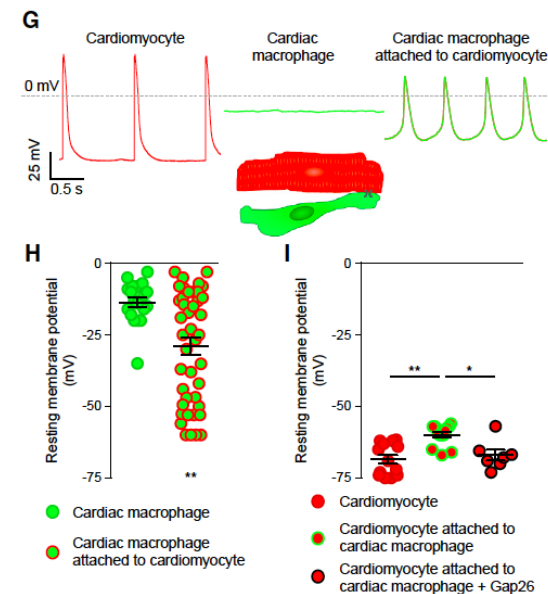 G
Cardiomyocyte
Cardiac
macrophage
Cardiac macrophage
attached to cardiomyocyte
0 mV
25 mV
0.5 s
*
H
Resting membrane potential
(mV)
0
-25
-50
-75
**
Cardiac macrophage
Cardiac macrophage
attached to cardiomyocyte
I
Resting membrane potential
(mV)
0
-25
-50
-75
**
*
Cardiomyocyte
Cardiomyocyte attached to
cardiac macrophage
Cardiomyocyte attached to
cardiac macrophage + Gap26